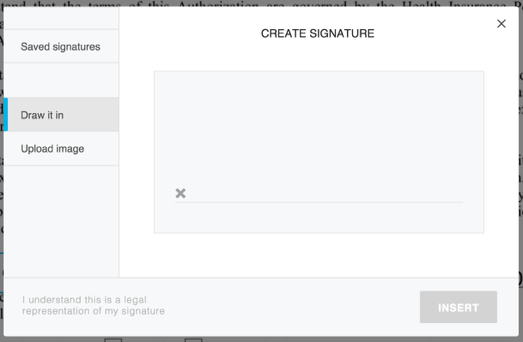 tand that the terms of this Authorization are governed by the Health Insurance
CREATE SIGNATURE
Saved signatures
Draw it in
Upload image
I understand this is a legal
representation of my signature
INSERT